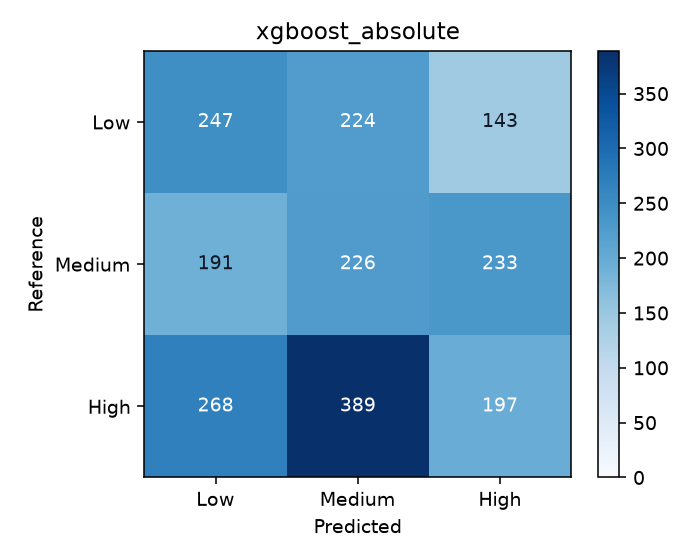 xgboost_absolute
Reference
Low 247 224 143
Medium 191 226 233
High 268 389 197
Low Medium High
Predicted
350
300
250
200
150
100
50
0